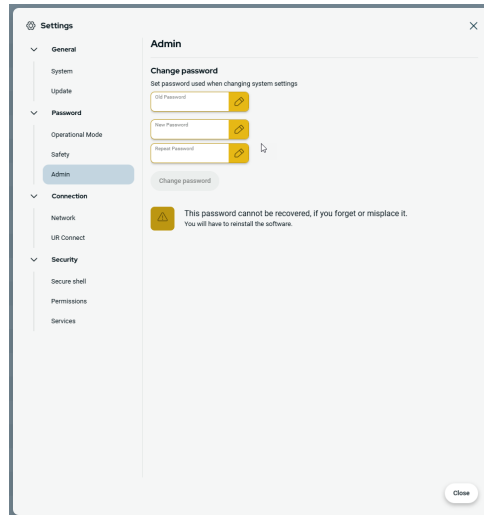 Settings
General
System
Update
Password
Operational Mode
Safety
Admin
Connection
Network
UR Connect
Security
Secure shell
Permissions
Services
Admin
Change password
Set password used when changing system settings
Old Password
New Password
Repeat Password
Change password
This password cannot be recovered, if you forget or misplace it.
You will have to reinstall the software.
Close